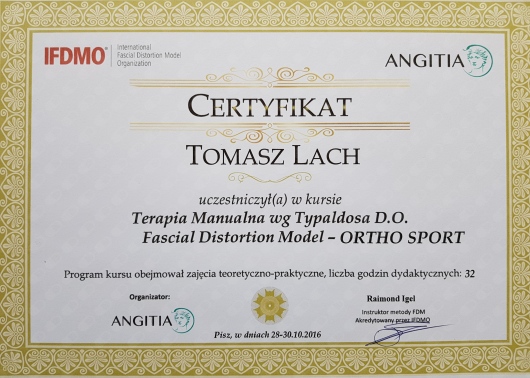 IFDMO® International
Fascial Distortion Model
Organization
ANGITIA
CERTYFIKAT
TOMASZ LACH
uczestniczył(a) w kursie
Terapia Manualna wg Typaldosa D.O.
Fascial Distortion Model – ORTHO SPORT
Program kursu obejmował zajęcia teoretyczno-praktyczne, liczba godzin dydaktycznych: 32
Organizator:
ANGITIA
Raimond Igel
Instruktor metody FDM
Akredytowany przez IFDMO
Pisz, w dniach 28-30.10.2016